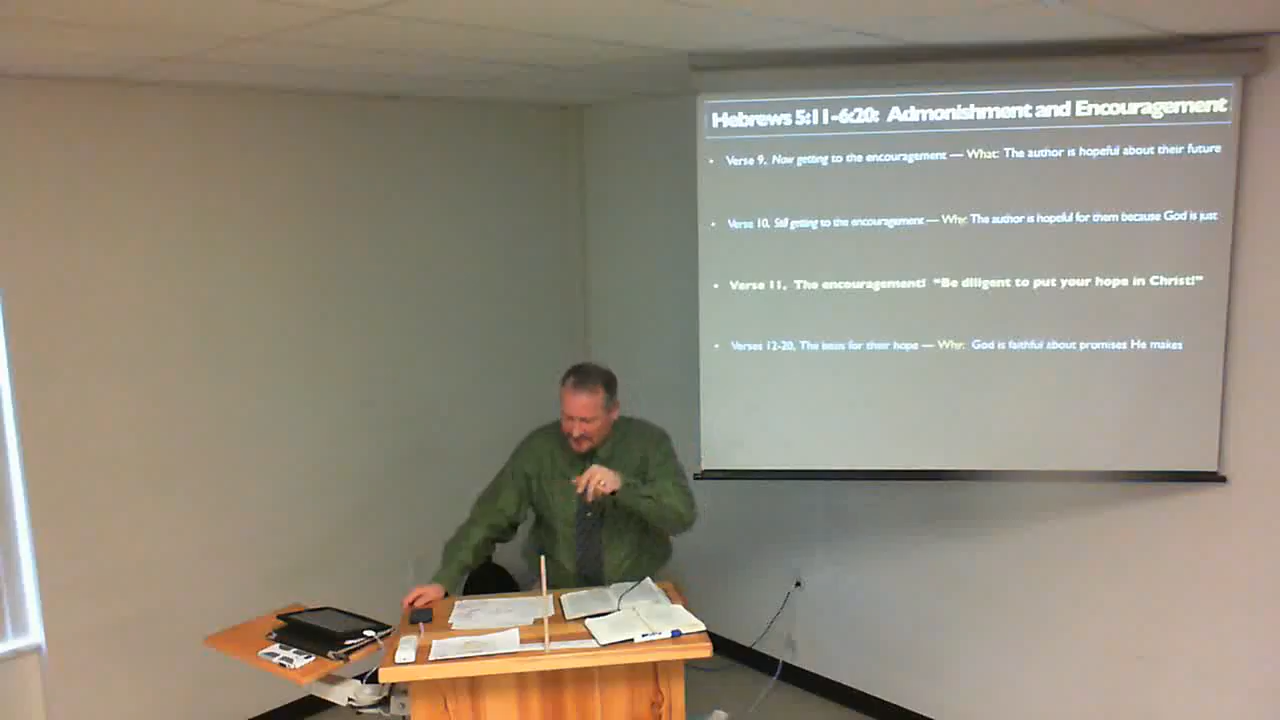 Hebrews 5:11-6:20: Admonishment and Encouragement
• Verse 9, Now getting to the encouragement — What: The author is hopeful about their future
• Verse 10, Still getting to the encouragement — Why: The author is hopeful for them because God is just
• Verse 11, The encouragement! "Be diligent to put your hope in Christ!"
• Verses 12-20, The basis for their hope — Why: God is faithful about promises He makes